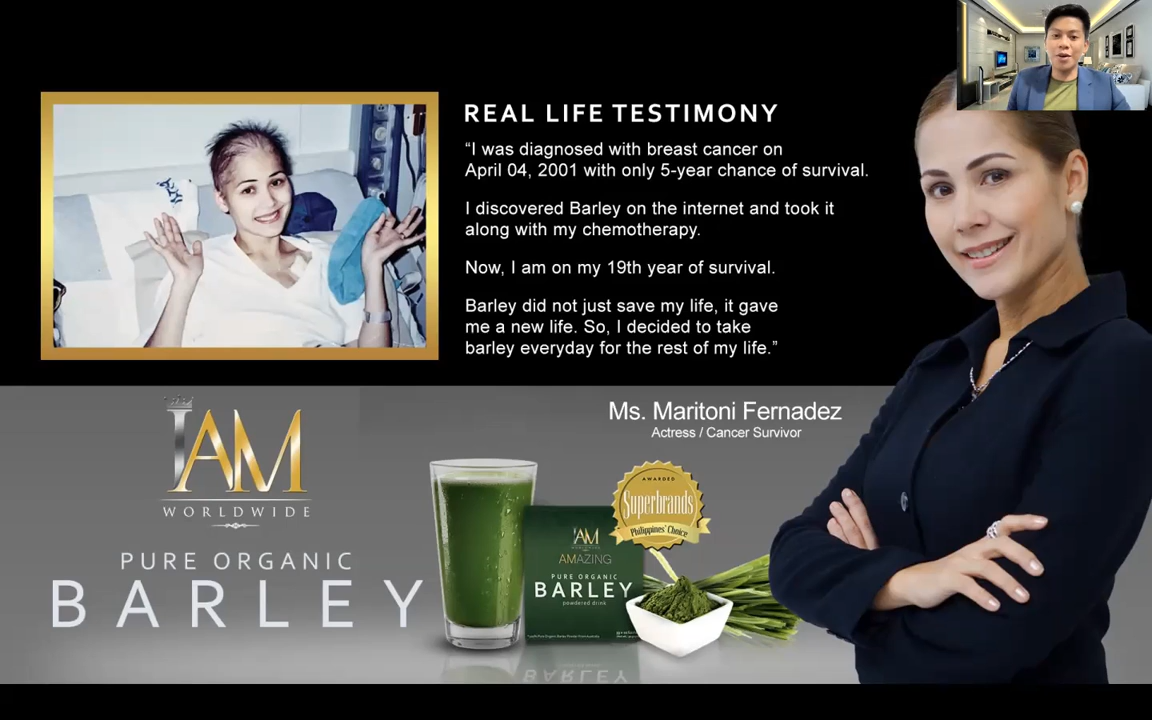 REAL LIFE TESTIMONY
“I was diagnosed with breast cancer on
April 04, 2001 with only 5-year chance of survival.
I discovered Barley on the internet and took it
along with my chemotherapy.
Now, I am on my 19th year of survival.
Barley did not just save my life, it gave
me a new life. So, I decided to take
barley everyday for the rest of my life.”
Ms. Maritoni Fernadez
Actress / Cancer Survivor
IAM
WORLDWIDE
PURE ORGANIC
BARLEY
AWARDED
Superbrands
Philippines' Choice
IAM
AMAZING
PURE ORGANIC
BARLEY
powdered drink
BARLEY